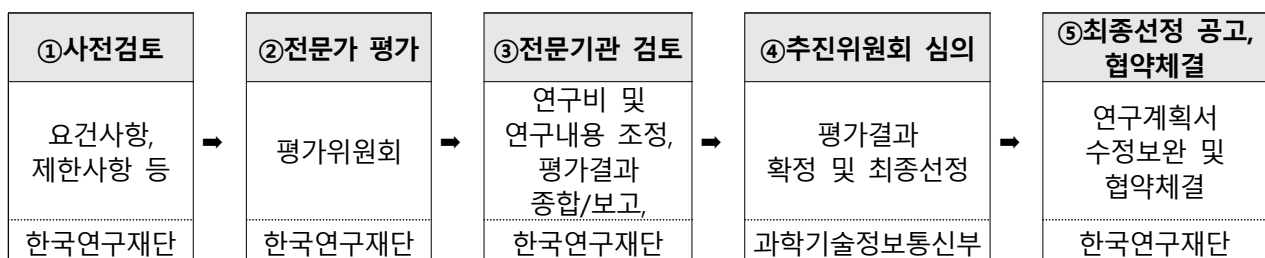 ①사전검토
요건사항,
제한사항 등
한국연구재단
➡
②전문가 평가
평가위원회
한국연구재단
➡
③전문기관 검토
연구비 및
연구내용 조정,
평가결과
종합/보고,
한국연구재단
➡
④추진위원회 심의
평가결과
확정 및 최종선정
과학기술정보통신부
➡
⑤최종선정 공고,
협약체결
연구계획서
수정보완 및
협약체결
한국연구재단